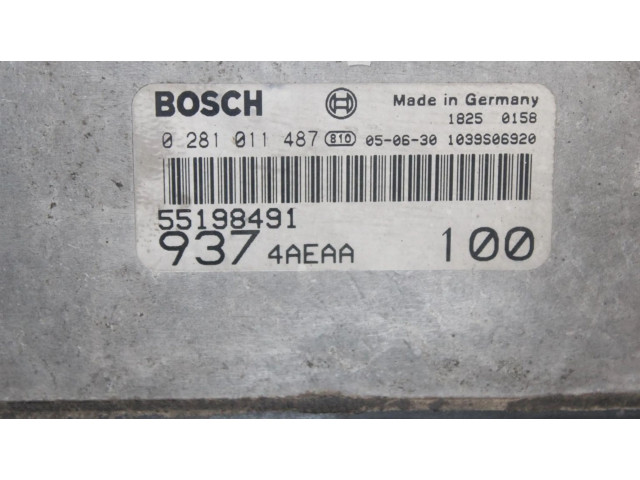 BOSCH Made in Germany
1825 0158
0 281 011 487 810 05-06-30 1039S06920
55198491
937 4AEAA 100